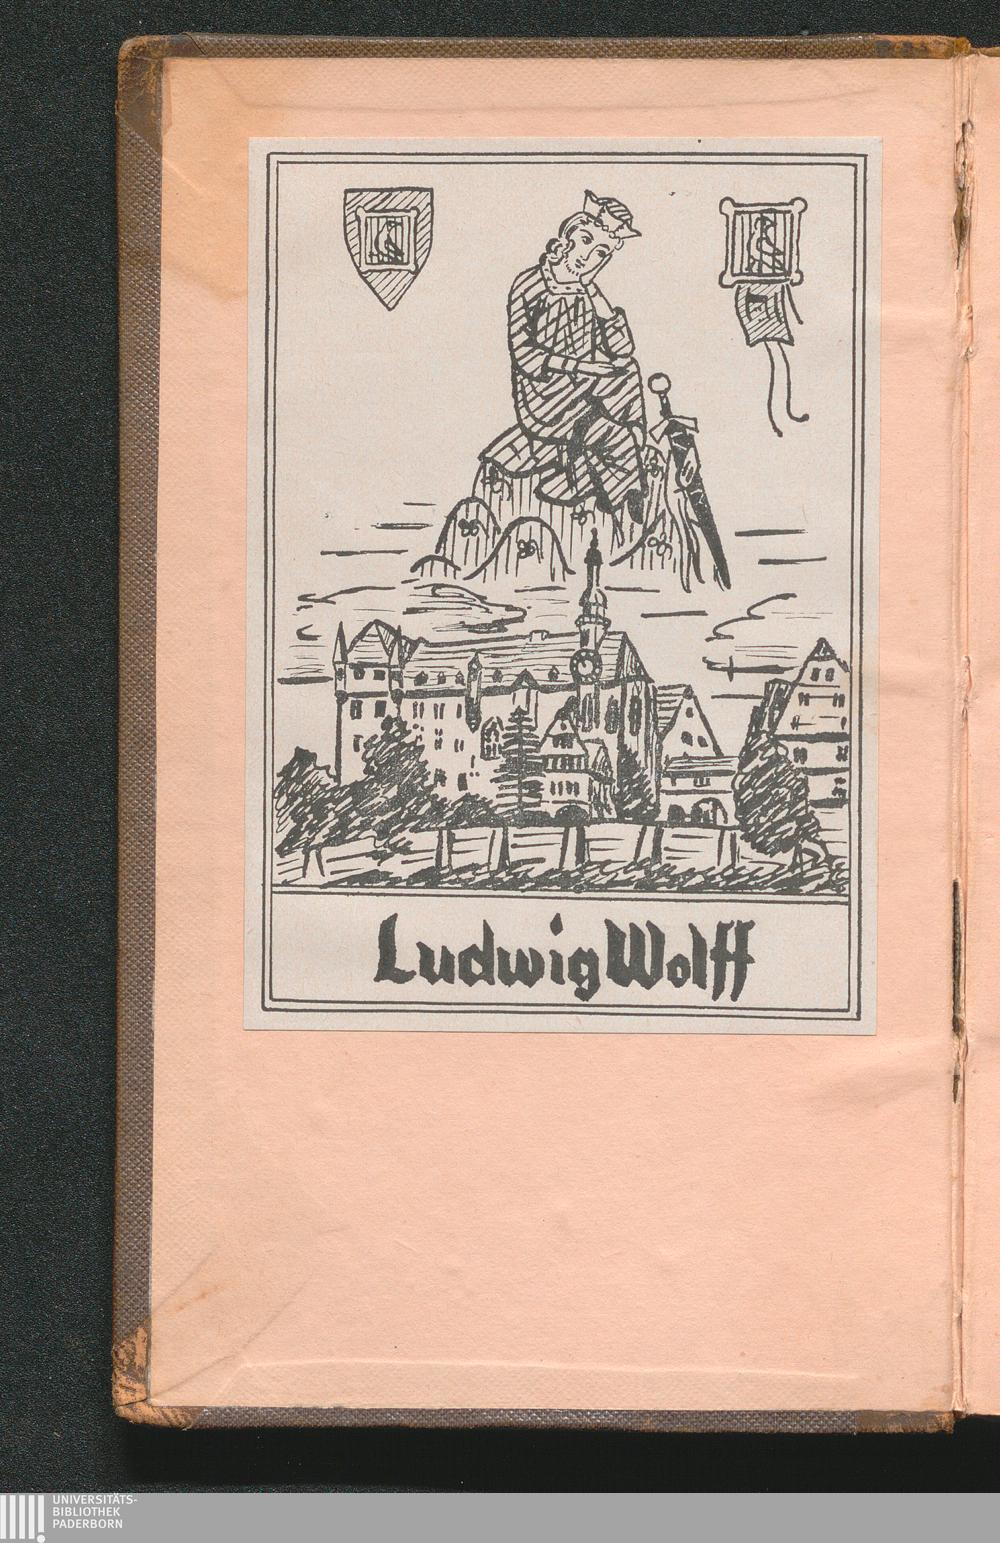 Ludwig Wolff
UNIVERSITÄTS-
BIBLIOTHEK
PADERBORN